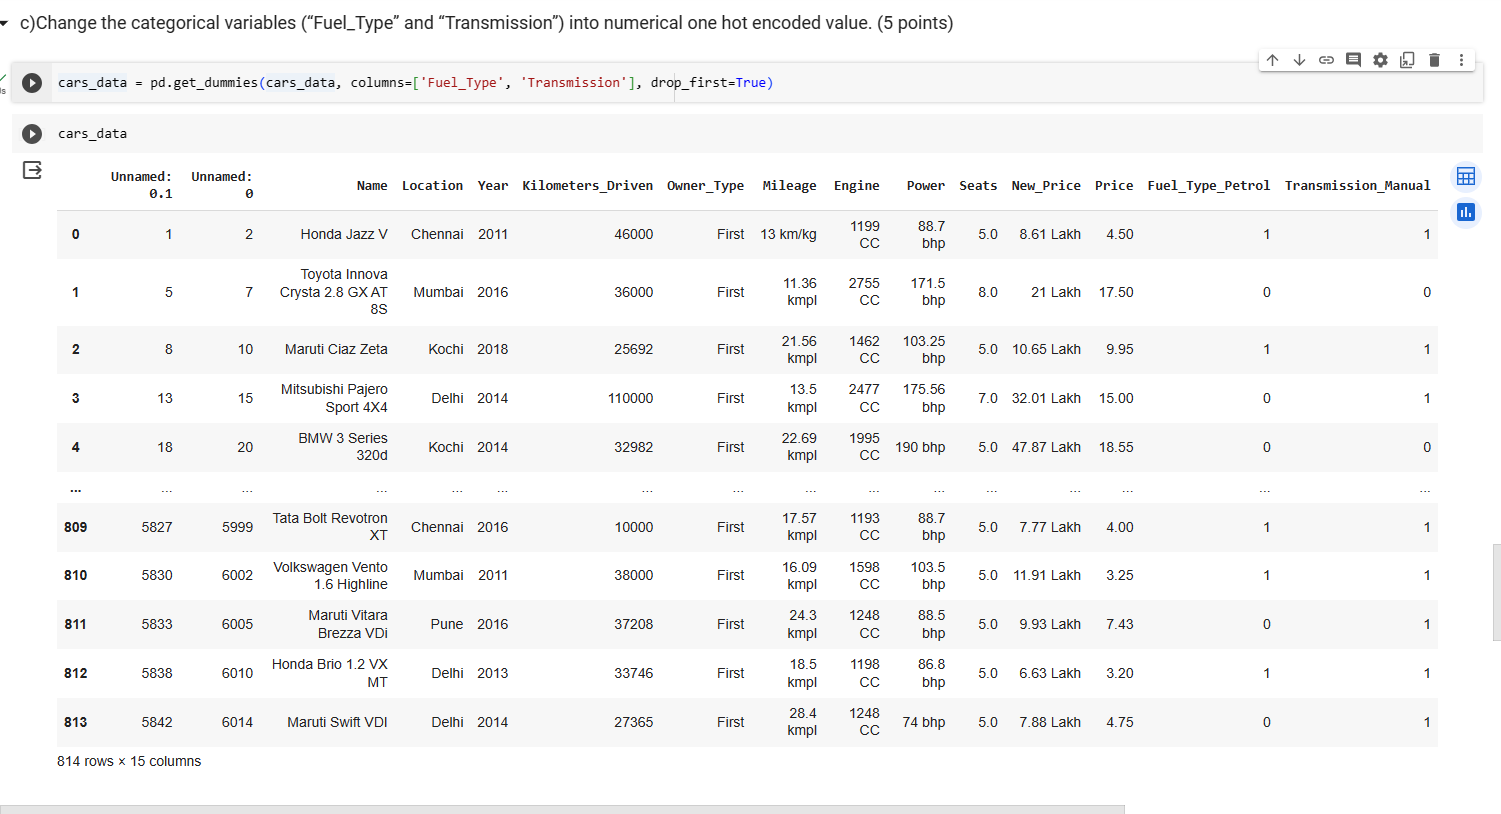 c)Change the categorical variables (“Fuel_Type” and “Transmission”) into numerical one hot encoded value. (5 points)
cars_data = pd.get_dummies(cars_data, columns=['Fuel_Type', 'Transmission'], drop_first=True)
cars_data
Unnamed: 0.1 Unnamed: 0 Name Location Year Kilometers_Driven Owner_Type Mileage Engine Power Seats New_Price Price Fuel_Type_Petrol Transmission_Manual
0 1 2 Honda Jazz V Chennai 2011 46000 First 13 km/kg 1199 CC 88.7 bhp 5.0 8.61 Lakh 4.50 1 1
1 5 7 Toyota Innova Crysta 2.8 GX AT 8S Mumbai 2016 36000 First 11.36 kmpl 2755 CC 171.5 bhp 8.0 21 Lakh 17.50 0 0
2 8 10 Maruti Ciaz Zeta Kochi 2018 25692 First 21.56 kmpl 1462 CC 103.25 bhp 5.0 10.65 Lakh 9.95 1 1
3 13 15 Mitsubishi Pajero Sport 4X4 Delhi 2014 110000 First 13.5 kmpl 2477 CC 175.56 bhp 7.0 32.01 Lakh 15.00 0 1
4 18 20 BMW 3 Series 320d Kochi 2014 32982 First 22.69 kmpl 1995 CC 190 bhp 5.0 47.87 Lakh 18.55 0 0
... ... ... ... ... ... ... ... ... ... ... ... ... ... ... ...
809 5827 5999 Tata Bolt Revotron XT Chennai 2016 10000 First 17.57 kmpl 1193 CC 88.7 bhp 5.0 7.77 Lakh 4.00 1 1
810 5830 6002 Volkswagen Vento 1.6 Highline Mumbai 2011 38000 First 16.09 kmpl 1598 CC 103.5 bhp 5.0 11.91 Lakh 3.25 1 1
811 5833 6005 Maruti Vitara Brezza VDi Pune 2016 37208 First 24.3 kmpl 1248 CC 88.5 bhp 5.0 9.93 Lakh 7.43 0 1
812 5838 6010 Honda Brio 1.2 VX MT Delhi 2013 33746 First 18.5 kmpl 1198 CC 86.8 bhp 5.0 6.63 Lakh 3.20 1 1
813 5842 6014 Maruti Swift VDI Delhi 2014 27365 First 28.4 kmpl 1248 CC 74 bhp 5.0 7.88 Lakh 4.75 0 1
814 rows × 15 columns